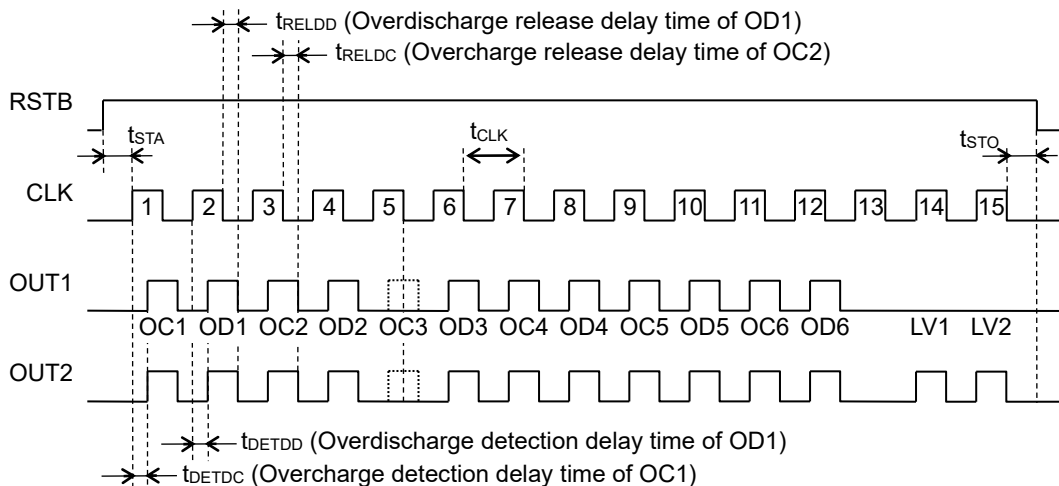 tRELDD (Overdischarge release delay time of OD1)
tRELDC (Overcharge release delay time of OC2)
RSTB
tSTA
tCLK
tSTO
CLK
1 2 3 4 5 6 7 8 9 10 11 12 13 14 15
OUT1
OC1 OD1 OC2 OD2 OC3 OD3 OC4 OD4 OC5 OD5 OC6 OD6 LV1 LV2
OUT2
tDETDD (Overdischarge detection delay time of OD1)
tDETDC (Overcharge detection delay time of OC1)